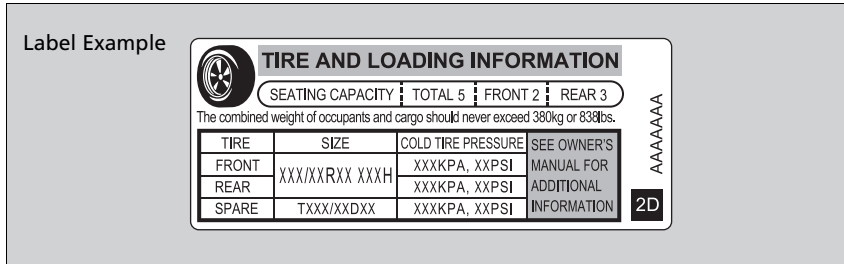 Label Example
TIRE AND LOADING INFORMATION
SEATING CAPACITY TOTAL 5 FRONT 2 REAR 3
The combined weight of occupants and cargo should never exceed 380kg or 838lbs.
TIRE SIZE COLD TIRE PRESSURE SEE OWNER'S
FRONT XXX/XXRXX XXXH XXXKPA, XXPSI MANUAL FOR
REAR XXXKPA, XXPSI ADDITIONAL
SPARE TXXX/XXDXX XXXKPA, XXPSI INFORMATION
AAAAAAA
2D